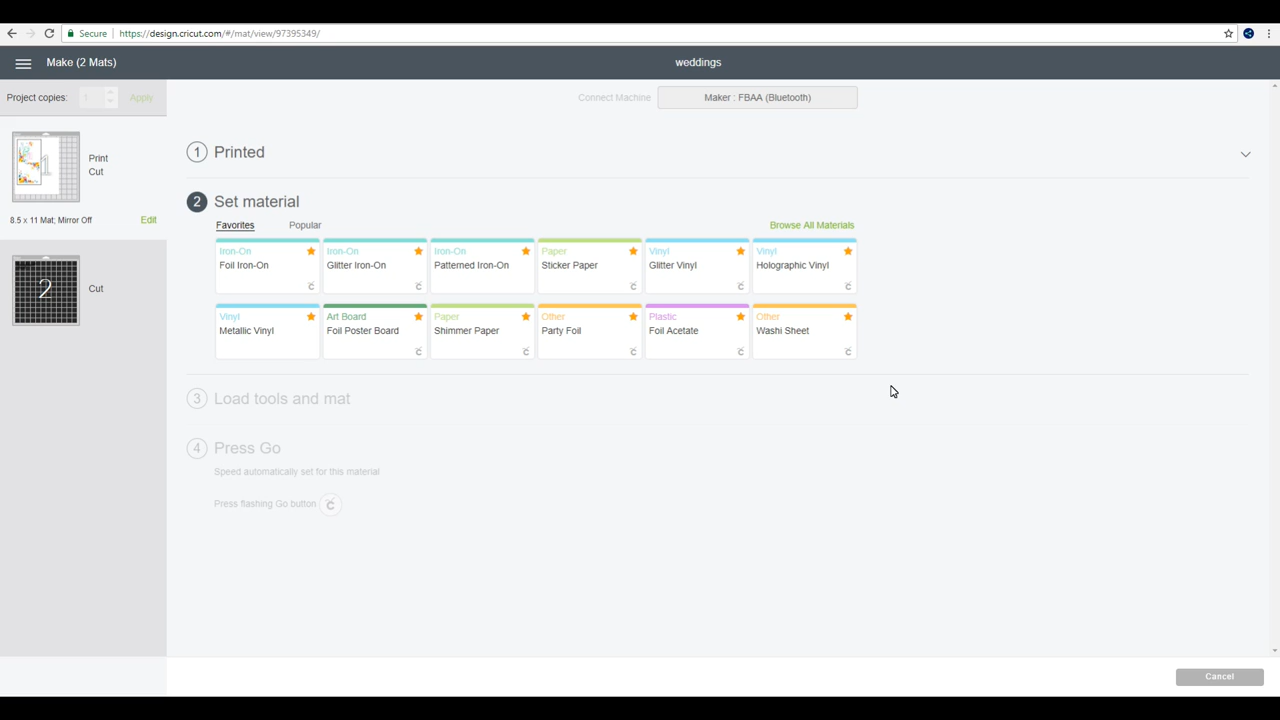 Secure https://design.cricut.com/#/mat/view/97395349/
Make (2 Mats) weddings
Project copies: 1 Apply
Connect Machine Maker : FBAA (Bluetooth)
1 Printed
Print
Cut
8.5 x 11 Mat; Mirror Off Edit
2 Cut
2 Set material
Favorites Popular Browse All Materials
Iron-On Iron-On Iron-On Paper Vinyl Vinyl
Foil Iron-On Glitter Iron-On Patterned Iron-On Sticker Paper Glitter Vinyl Holographic Vinyl
Vinyl Art Board Paper Other Plastic Other
Metallic Vinyl Foil Poster Board Shimmer Paper Party Foil Foil Acetate Washi Sheet
3 Load tools and mat
4 Press Go
Speed automatically set for this material
Press flashing Go button
Cancel